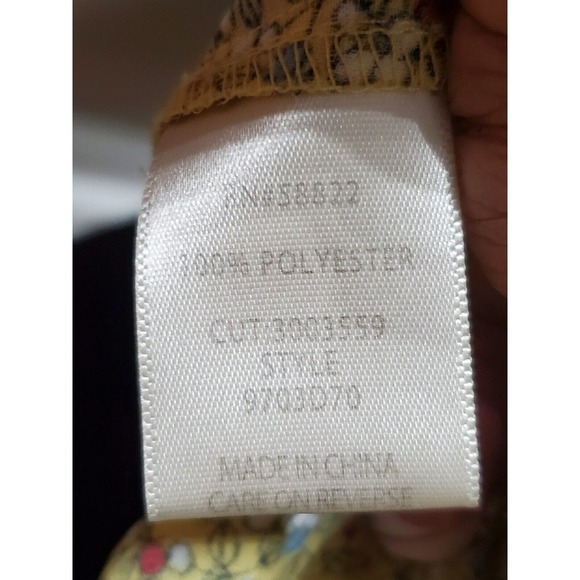 RN#58822
100% POLYESTER
CUT:3003559
STYLE
9703D70
MADE IN CHINA
CARE ON REVERSE